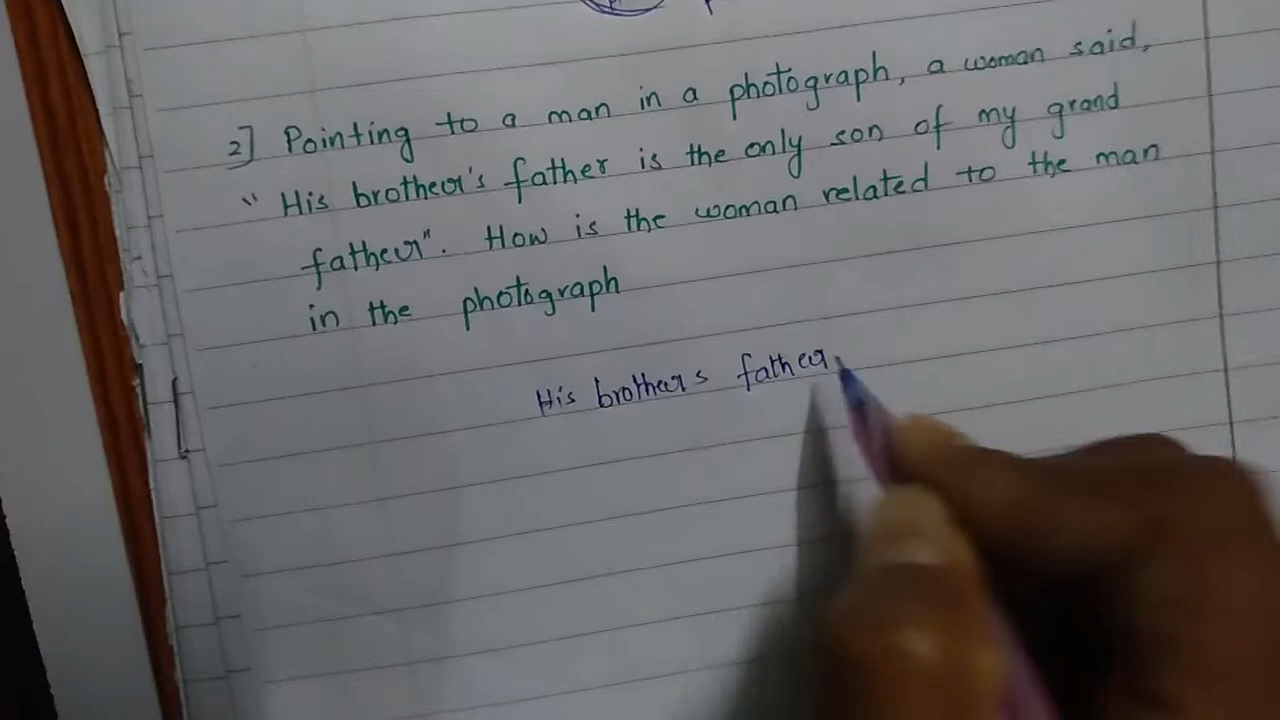 2] Pointing to a man in a photograph, a woman said,
"His brother's father is the only son of my grand
father". How is the woman related to the man
in the photograph
His brothers father